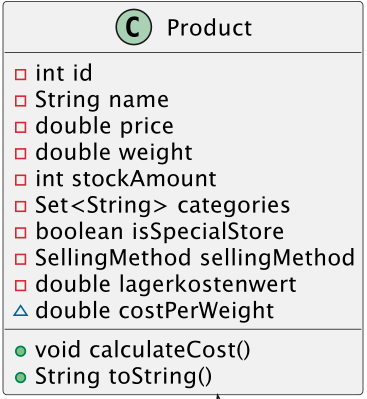 C Product
int id
String name
double price
double weight
int stockAmount
Set<String> categories
boolean isSpecialStore
SellingMethod sellingMethod
double lagerkostenwert
double costPerWeight
void calculateCost()
String toString()